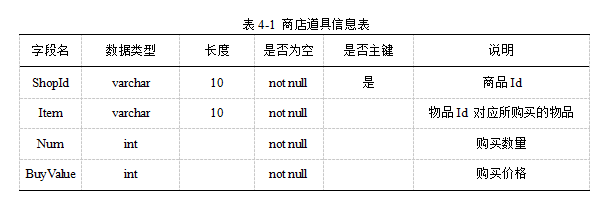 表 4-1 商店道具信息表
字段名 数据类型 长度 是否为空 是否主键 说明
ShopId varchar 10 not null 是 商品 Id
Item varchar 10 not null 物品 Id 对应所购买的物品
Num int not null 购买数量
BuyValue int not null 购买价格